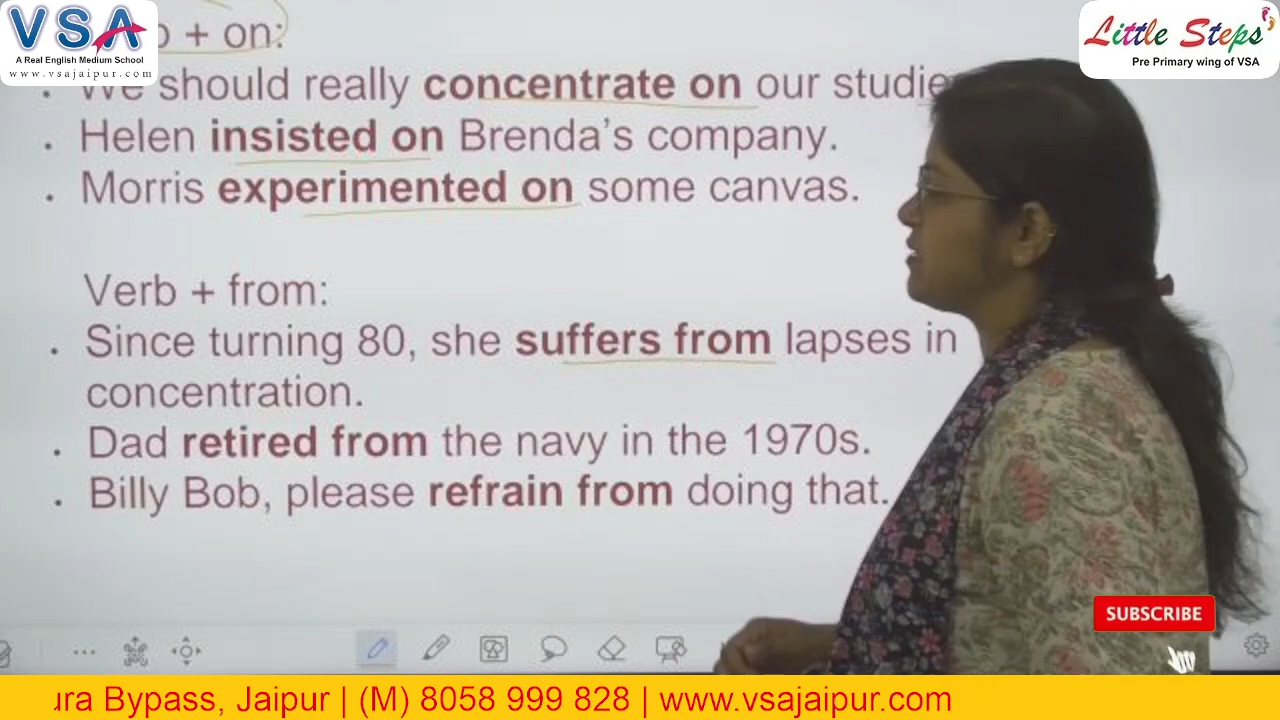 VSA
A Real English Medium School
www.vsajaipur.com
Little Steps
Pre Primary wing of VSA
+ on:
We should really concentrate on our
Helen insisted on Brenda's company.
Morris experimented on some canvas.
Verb + from:
Since turning 80, she suffers from lapses in
concentration.
Dad retired from the navy in the 1970s.
Billy Bob, please refrain from doing that.
SUBSCRIBE
Bypass, Jaipur | (M) 8058 999 828 | www.vsajaipur.com